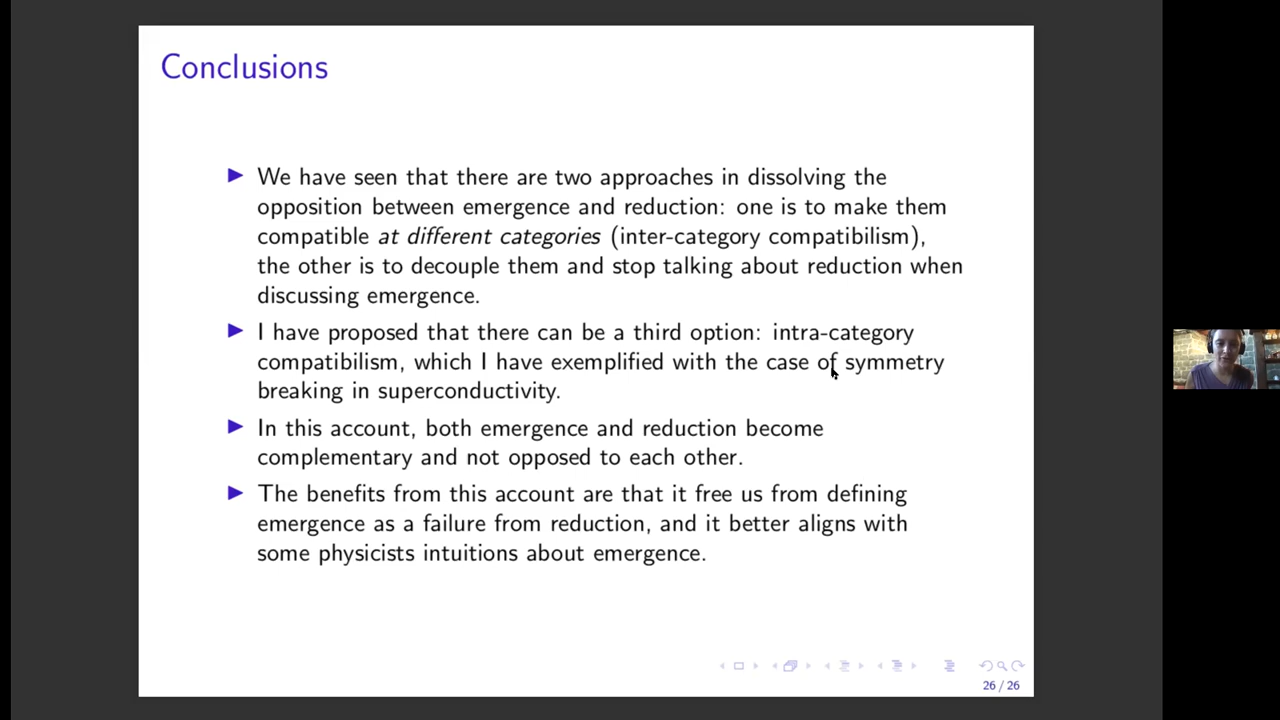 Conclusions
▶ We have seen that there are two approaches in dissolving the
opposition between emergence and reduction: one is to make them
compatible at different categories (inter-category compatibilism),
the other is to decouple them and stop talking about reduction when
discussing emergence.
▶ I have proposed that there can be a third option: intra-category
compatibilism, which I have exemplified with the case of symmetry
breaking in superconductivity.
▶ In this account, both emergence and reduction become
complementary and not opposed to each other.
▶ The benefits from this account are that it free us from defining
emergence as a failure from reduction, and it better aligns with
some physicists intuitions about emergence.
26 / 26